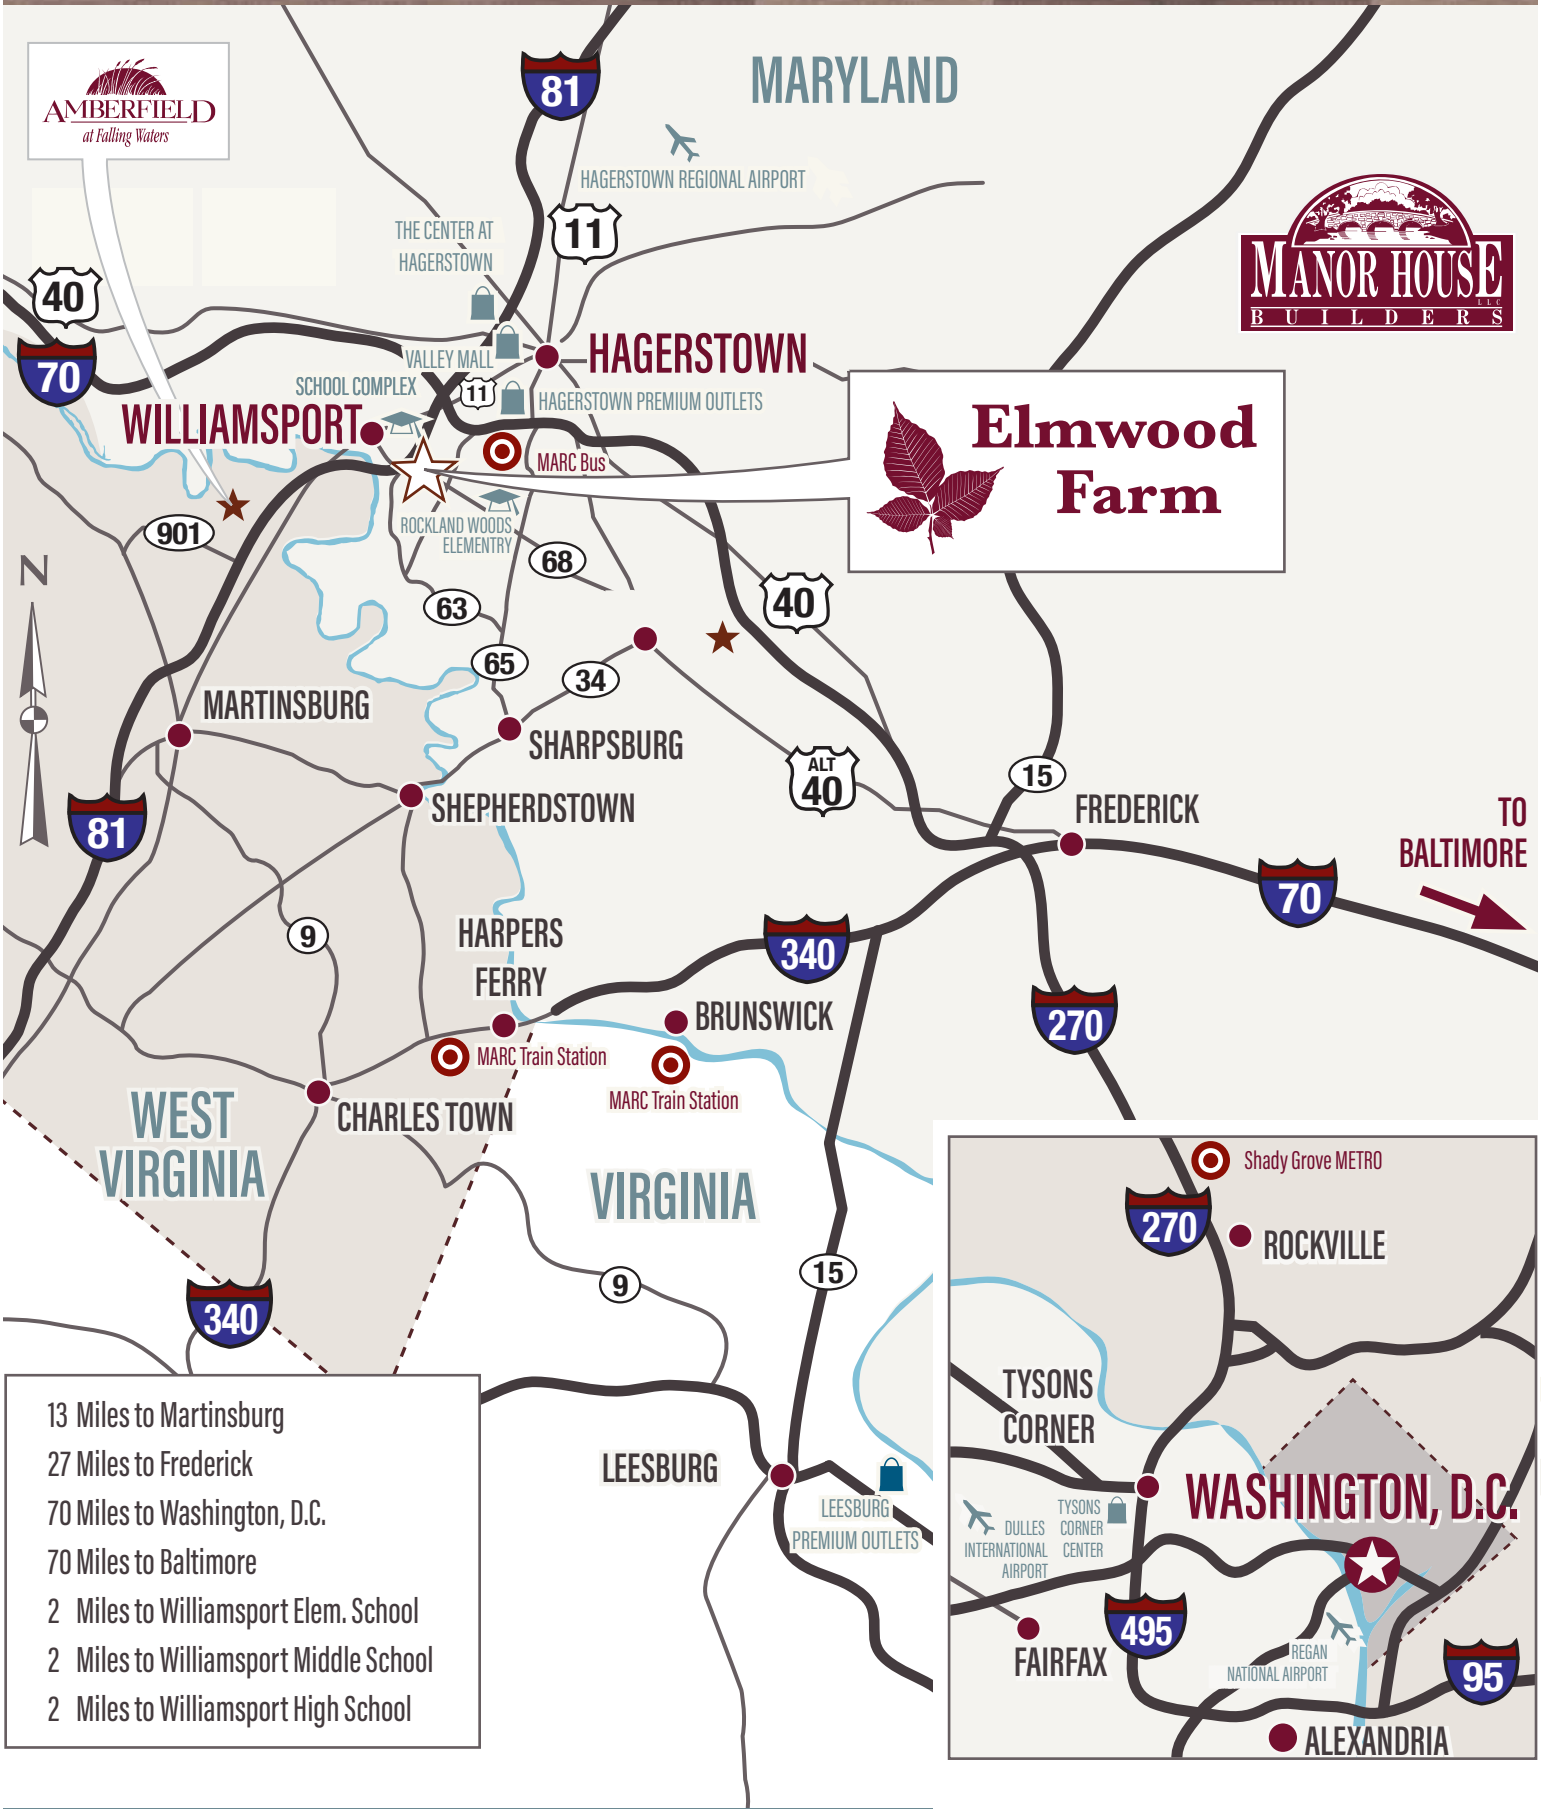 AMBERFIELD
at Falling Waters
81
MARYLAND
HAGERSTOWN REGIONAL AIRPORT
11
THE CENTER AT
HAGERSTOWN
MANOR HOUSE
LLC
BUILDERS
40
70
VALLEY MALL
HAGERSTOWN
SCHOOL COMPLEX
11
HAGERSTOWN PREMIUM OUTLETS
WILLIAMSPORT
MARC Bus
Elmwood
Farm
901
ROCKLAND WOODS
ELEMENTRY
68
N
63
40
65
34
MARTINSBURG
SHARPSBURG
ALT
40
15
SHEPHERDSTOWN
FREDERICK
81
TO
BALTIMORE
70
9
HARPERS
FERRY
340
BRUNSWICK
270
MARC Train Station
MARC Train Station
WEST
VIRGINIA
CHARLES TOWN
VIRGINIA
9
15
340
Shady Grove METRO
270
ROCKVILLE
TYSONS
CORNER
WASHINGTON, D.C.
DULLES
INTERNATIONAL
AIRPORT
TYSONS
CORNER
CENTER
495
FAIRFAX
REGAN
NATIONAL AIRPORT
95
ALEXANDRIA
LEESBURG
LEESBURG
PREMIUM OUTLETS
13 Miles to Martinsburg
27 Miles to Frederick
70 Miles to Washington, D.C.
70 Miles to Baltimore
2 Miles to Williamsport Elem. School
2 Miles to Williamsport Middle School
2 Miles to Williamsport High School